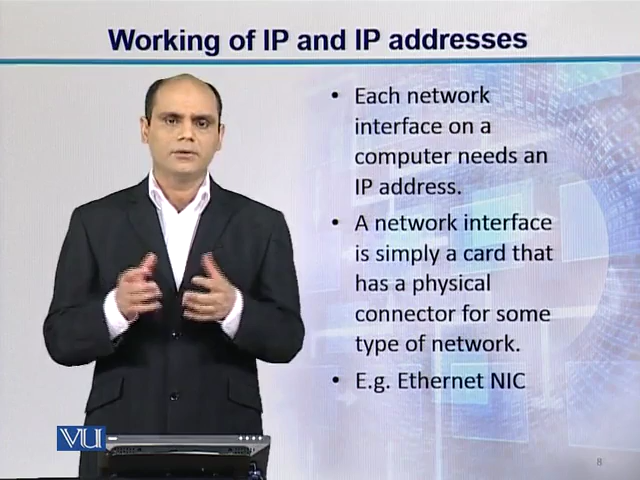 Working of IP and IP addresses
• Each network
interface on a
computer needs an
IP address.
• A network interface
is simply a card that
has a physical
connector for some
type of network.
• E.g. Ethernet NIC
VU
8